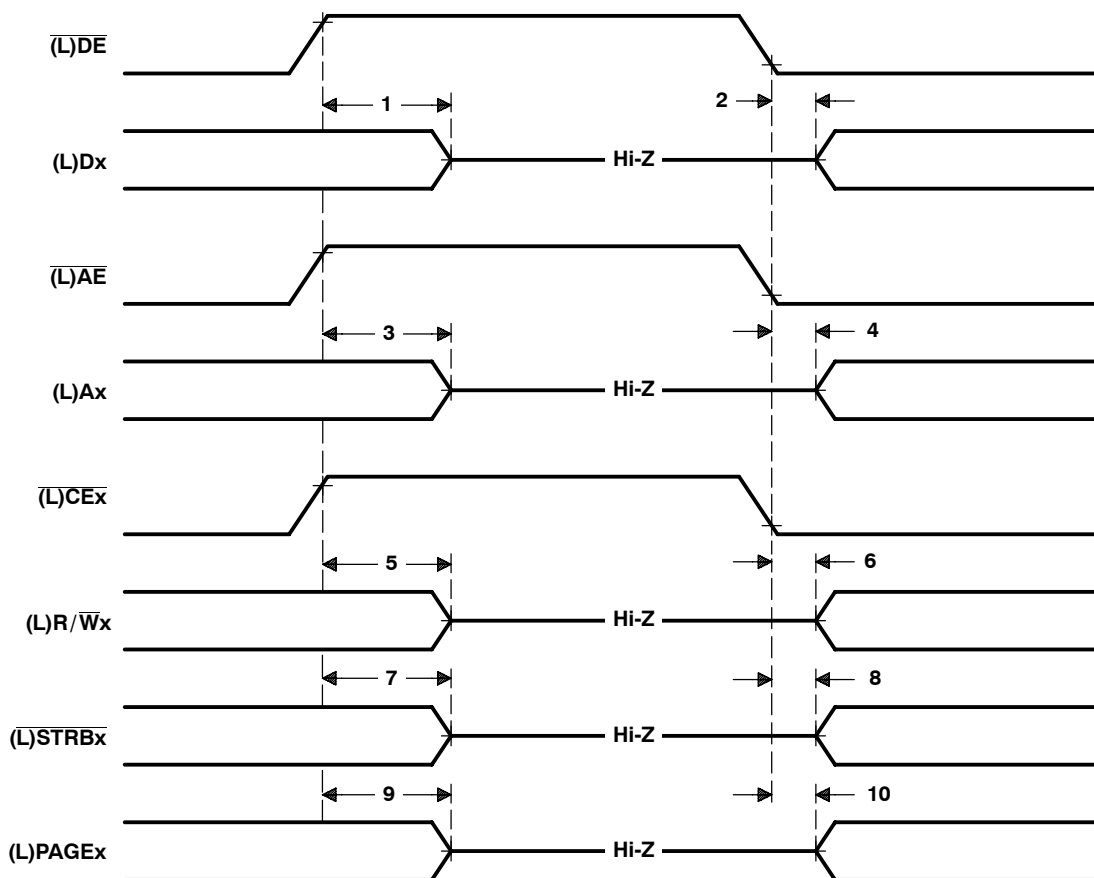 (L)DE
1
2
(L)Dx
Hi-Z
(L)AE
3
4
(L)Ax
Hi-Z
(L)CEx
5
6
(L)R/Wx
Hi-Z
7
8
(L)STRBx
Hi-Z
9
10
(L)PAGEx
Hi-Z